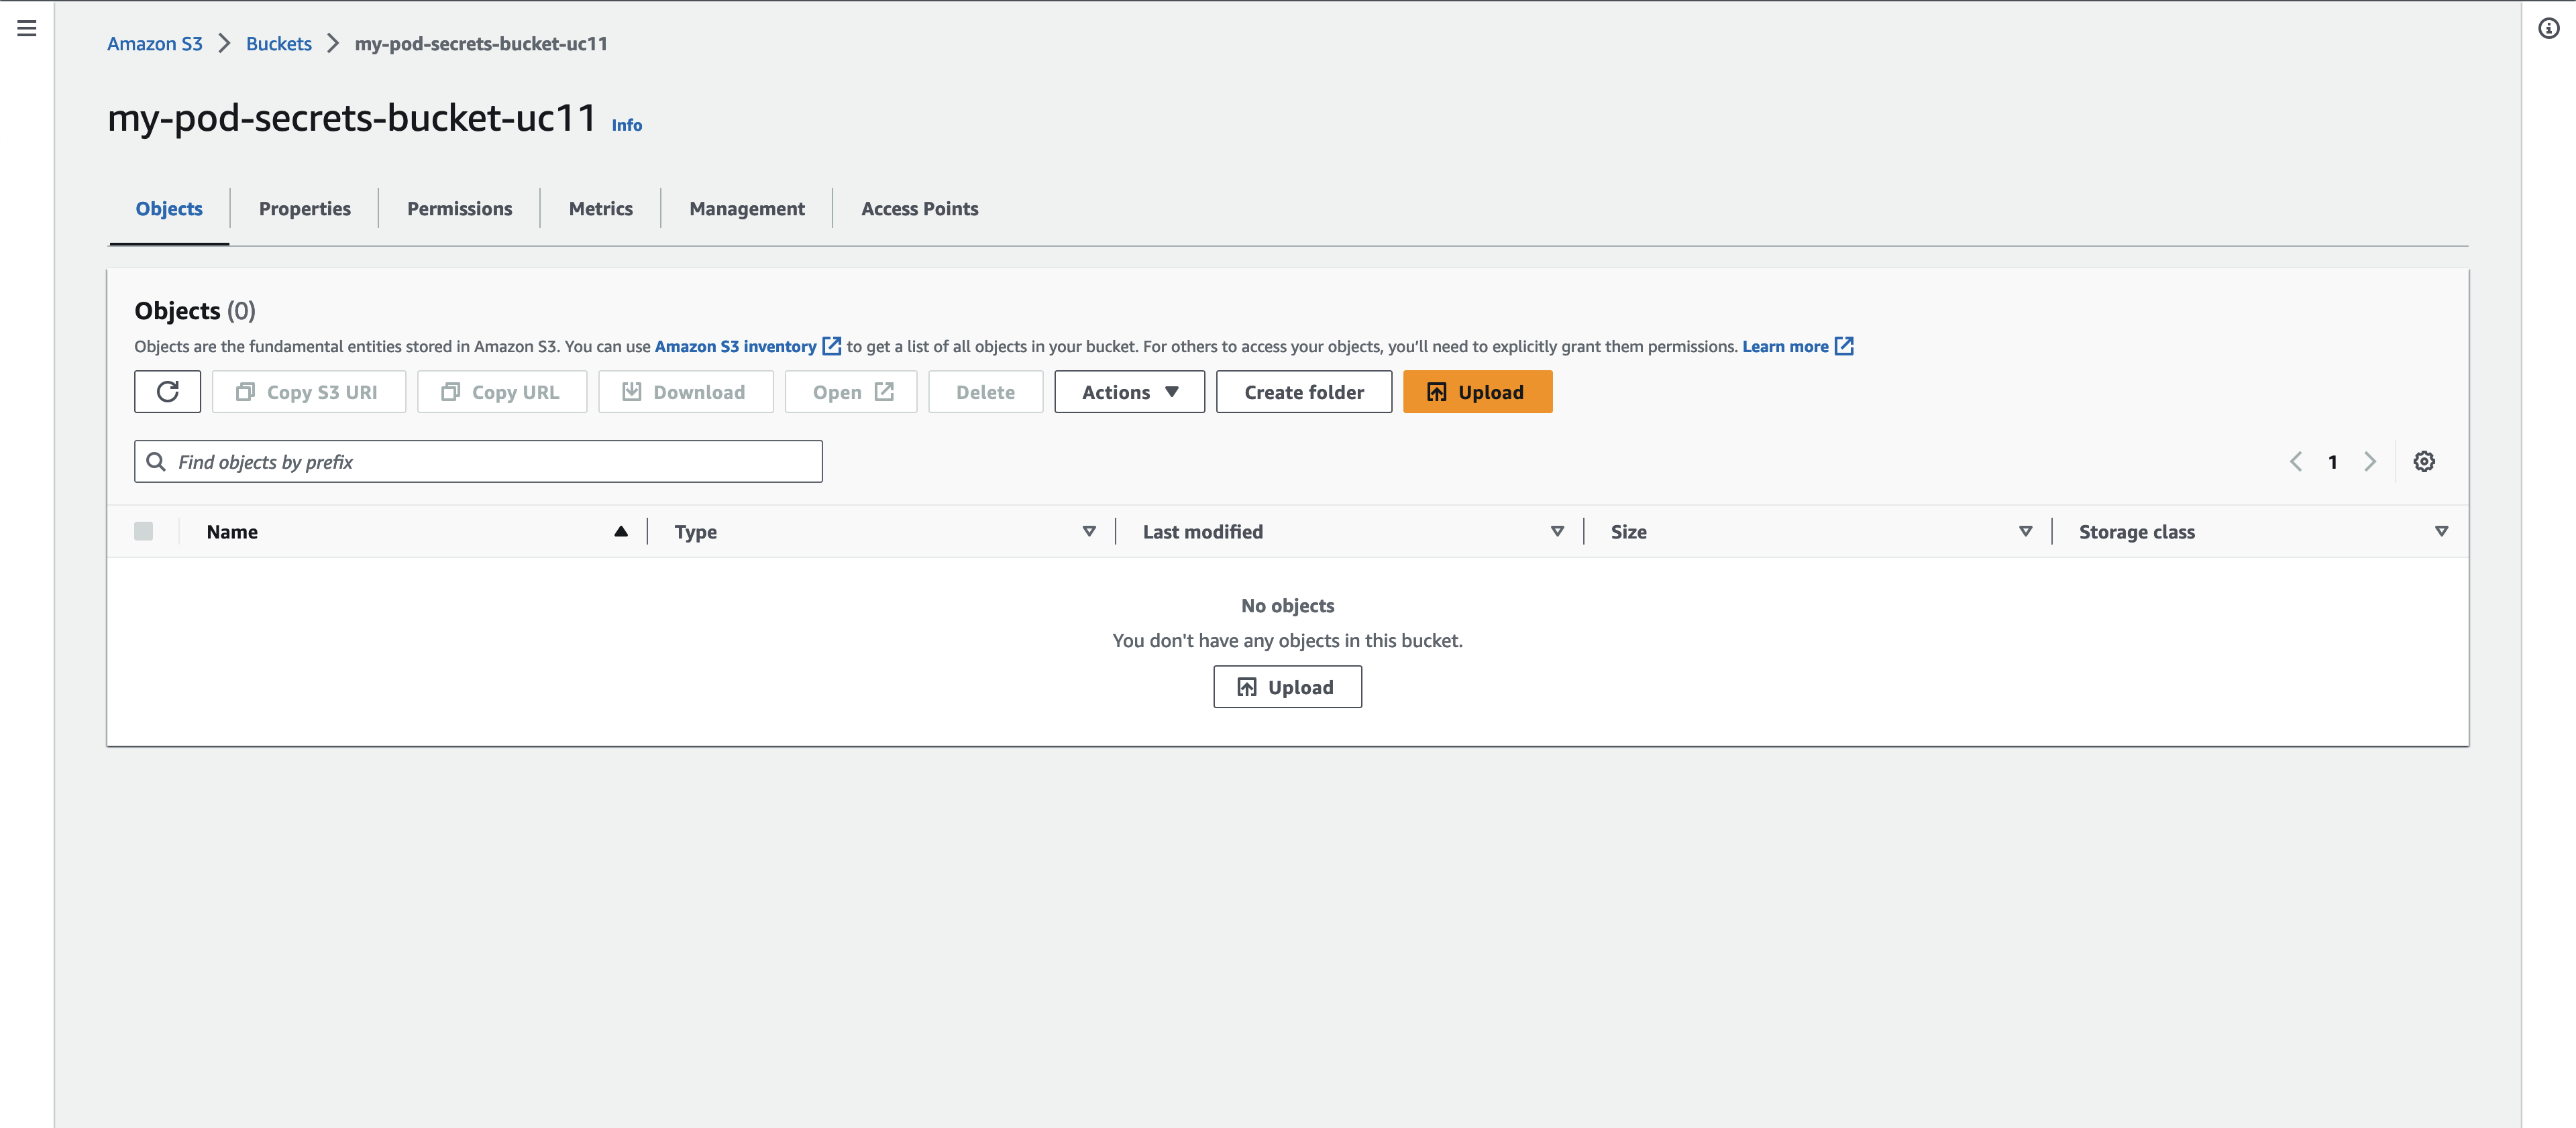 Amazon S3 > Buckets > my-pod-secrets-bucket-uc11
my-pod-secrets-bucket-uc11 Info
Objects Properties Permissions Metrics Management Access Points
Objects (0)
Objects are the fundamental entities stored in Amazon S3. You can use Amazon S3 inventory to get a list of all objects in your bucket. For others to access your objects, you’ll need to explicitly grant them permissions. Learn more
Copy S3 URI Copy URL Download Open Delete Actions Create folder Upload
Find objects by prefix 1
Name Type Last modified Size Storage class
No objects
You don't have any objects in this bucket.
Upload